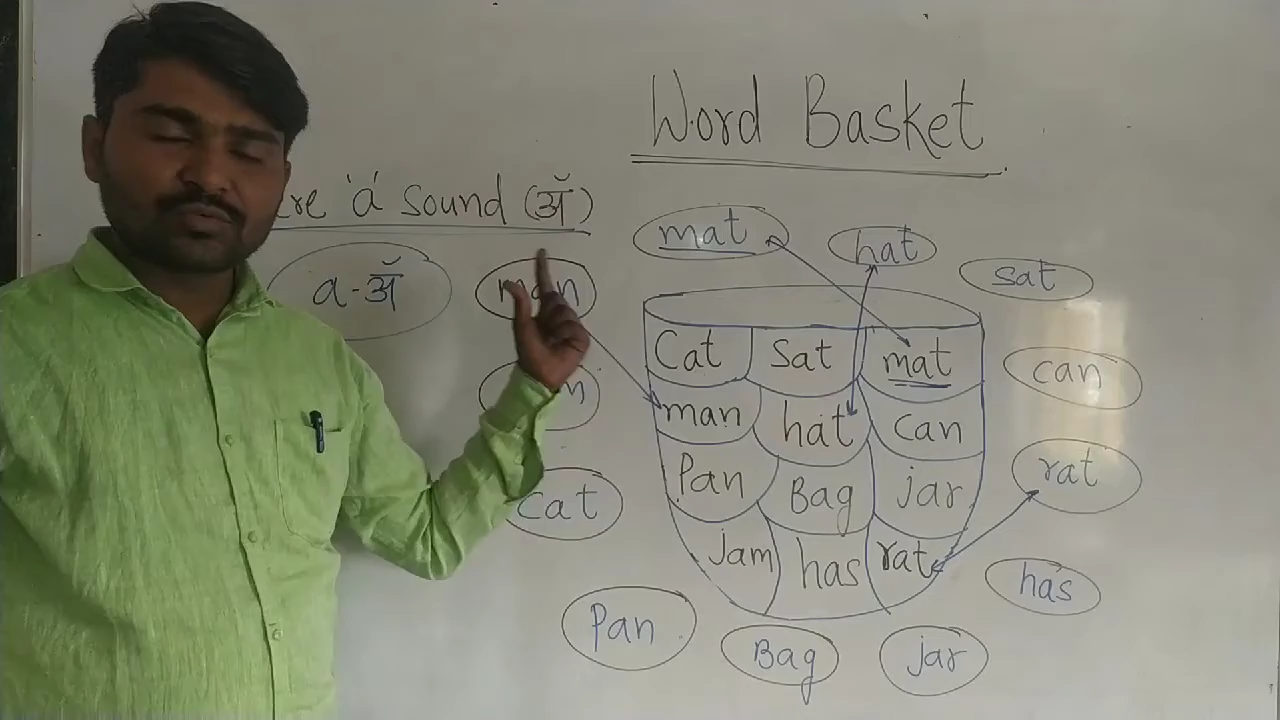 Word Basket
'a' sound (अॅ)
a-अॅ
man
mat
hat
sat
can
rat
has
jar
Bag
Pan
cat
Cat Sat mat
man hat can
Pan Bag jar
Jam has rat